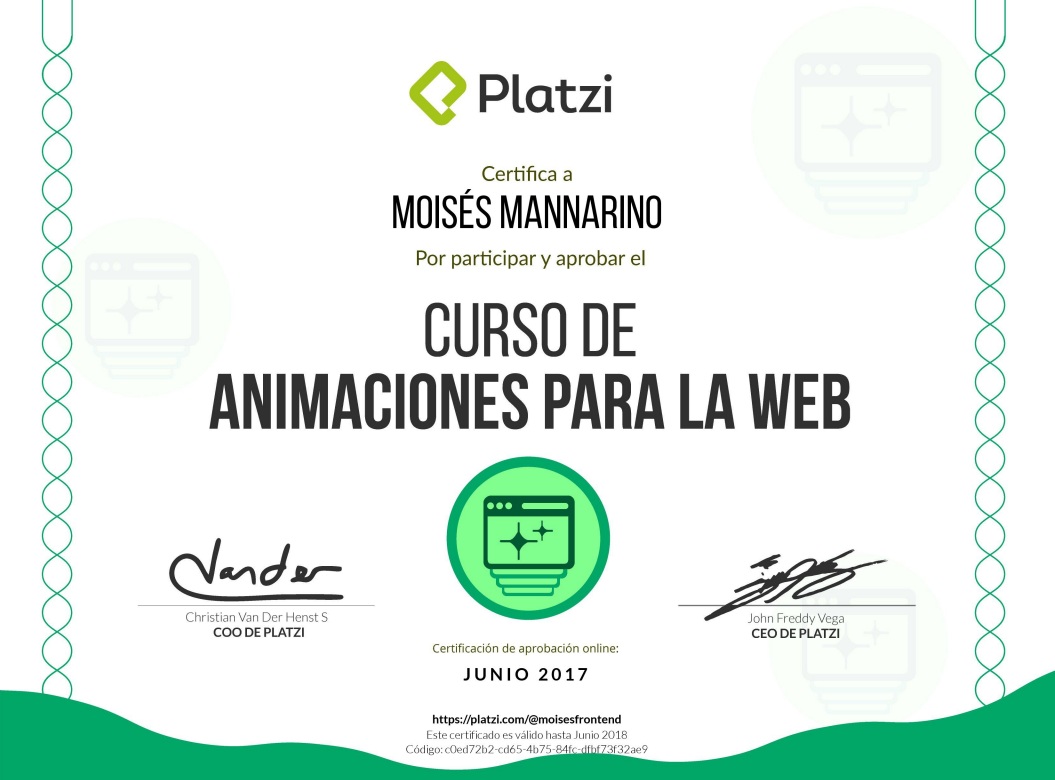 Platzi
Certifica a
MOISÉS MANNARINO
Por participar y aprobar el
CURSO DE
ANIMACIONES PARA LA WEB
Vander
Christian Van Der Henst S
COO DE PLATZI
John Freddy Vega
CEO DE PLATZI
Certificación de aprobación online:
JUNIO 2017
https://platzi.com/@moisesfrontend
Este certificado es válido hasta Junio 2018
Código: c0ed72b2-cd65-4b75-84fc-dfbf73f32ae9